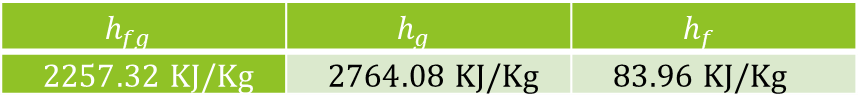 h_fg h_g h_f
2257.32 KJ/Kg 2764.08 KJ/Kg 83.96 KJ/Kg